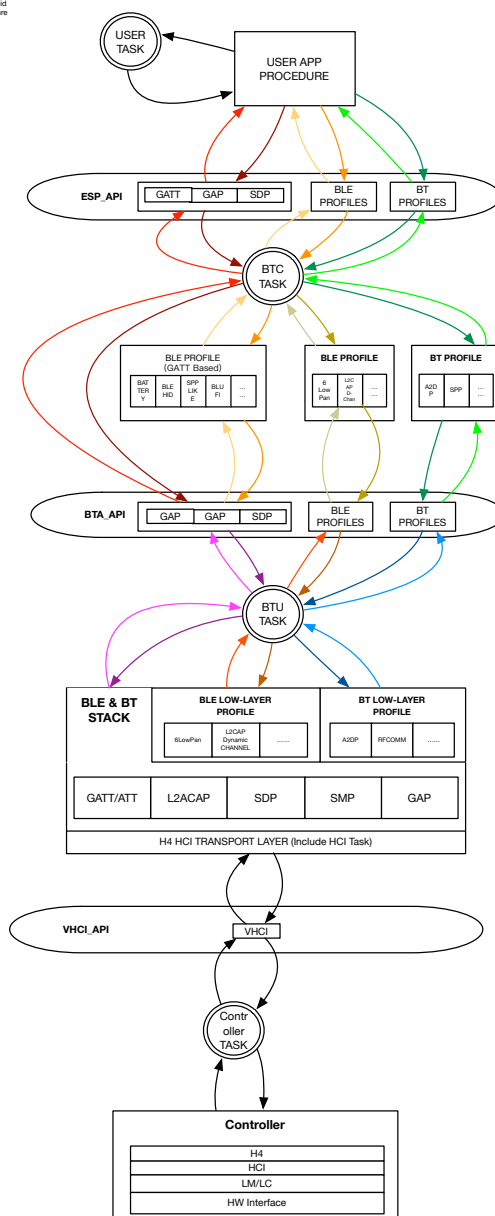 USER
TASK
USER APP
PROCEDURE
ESP_API
GATT GAP SDP
BLE
PROFILES
BT
PROFILES
BTC
TASK
BLE PROFILE
(GATT Based)
BAT
TER
Y
BLE
HID
SPP
LIK
E
BLU
FI
...
...
BLE PROFILE
6
Low
Pan
L2C
AP
D-
Chan
...
...
BT PROFILE
A2D
P
SPP
...
...
BTA_API
GAP GAP SDP
BLE
PROFILES
BT
PROFILES
BTU
TASK
BLE & BT
STACK
BLE LOW-LAYER
PROFILE
6LowPan
L2CAP
Dynamic
CHANNEL
......
BT LOW-LAYER
PROFILE
A2DP
RFCOMM
......
GATT/ATT L2ACAP SDP SMP GAP
H4 HCI TRANSPORT LAYER (Include HCI Task)
VHCI_API
VHCI
Contr
oller
TASK
Controller
H4
HCI
LM/LC
HW Interface